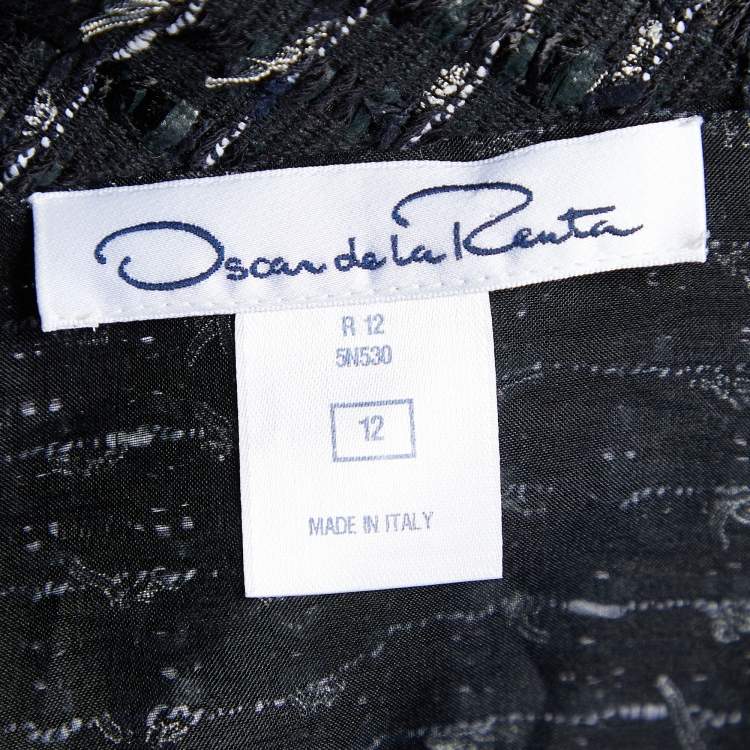 Oscar de la Renta
R 12
5N530
12
MADE IN ITALY